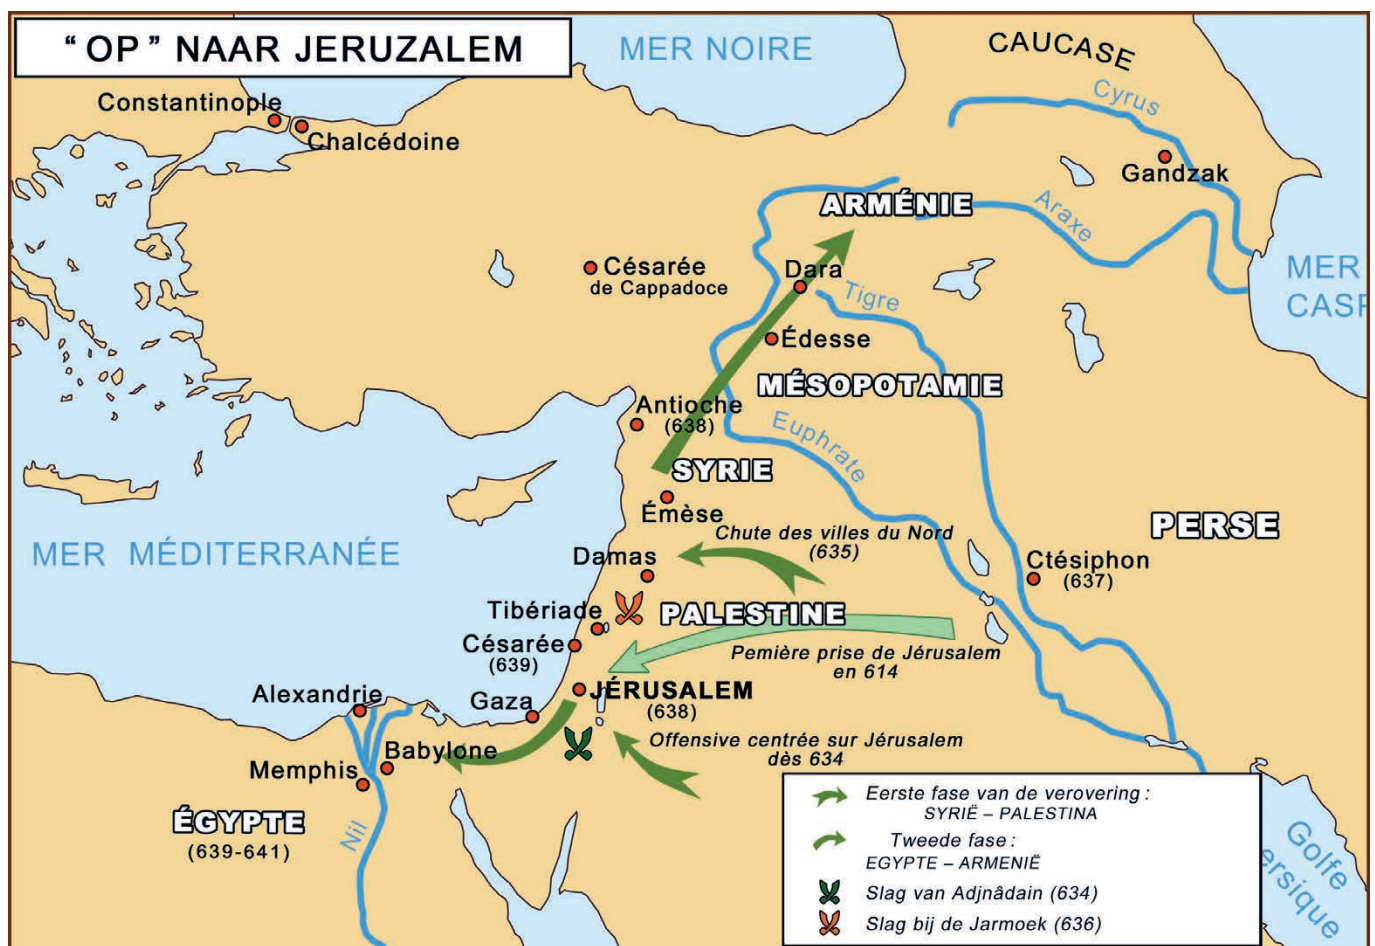 “ OP ” NAAR JERUZALEM
MER NOIRE
CAUCASE
Cyrus
Constantinople
Chalcédoine
Gandzak
ARMÉNIE
Araxe
Césarée
de Cappadoce
Dara
Tigre
MER
CASP
Édesse
MÉSOPOTAMIE
Antioche
(638)
Euphrate
SYRIE
Émèse
Chute des villes du Nord
(635)
PERSE
MER MÉDITERRANÉE
Damas
Ctésiphon
(637)
Tibériade
PALESTINE
Césarée
(639)
Pemière prise de Jérusalem
en 614
Alexandrie
Gaza
JÉRUSALEM
(638)
Offensive centrée sur Jérusalem
dès 634
Babylone
Memphis
ÉGYPTE
(639-641)
Nil
Eerste fase van de verovering :
SYRIË – PALESTINA
Tweede fase :
EGYPTE – ARMENIË
Slag van Adjnâdain (634)
Slag bij de Jarmoek (636)
Golfe
ersique